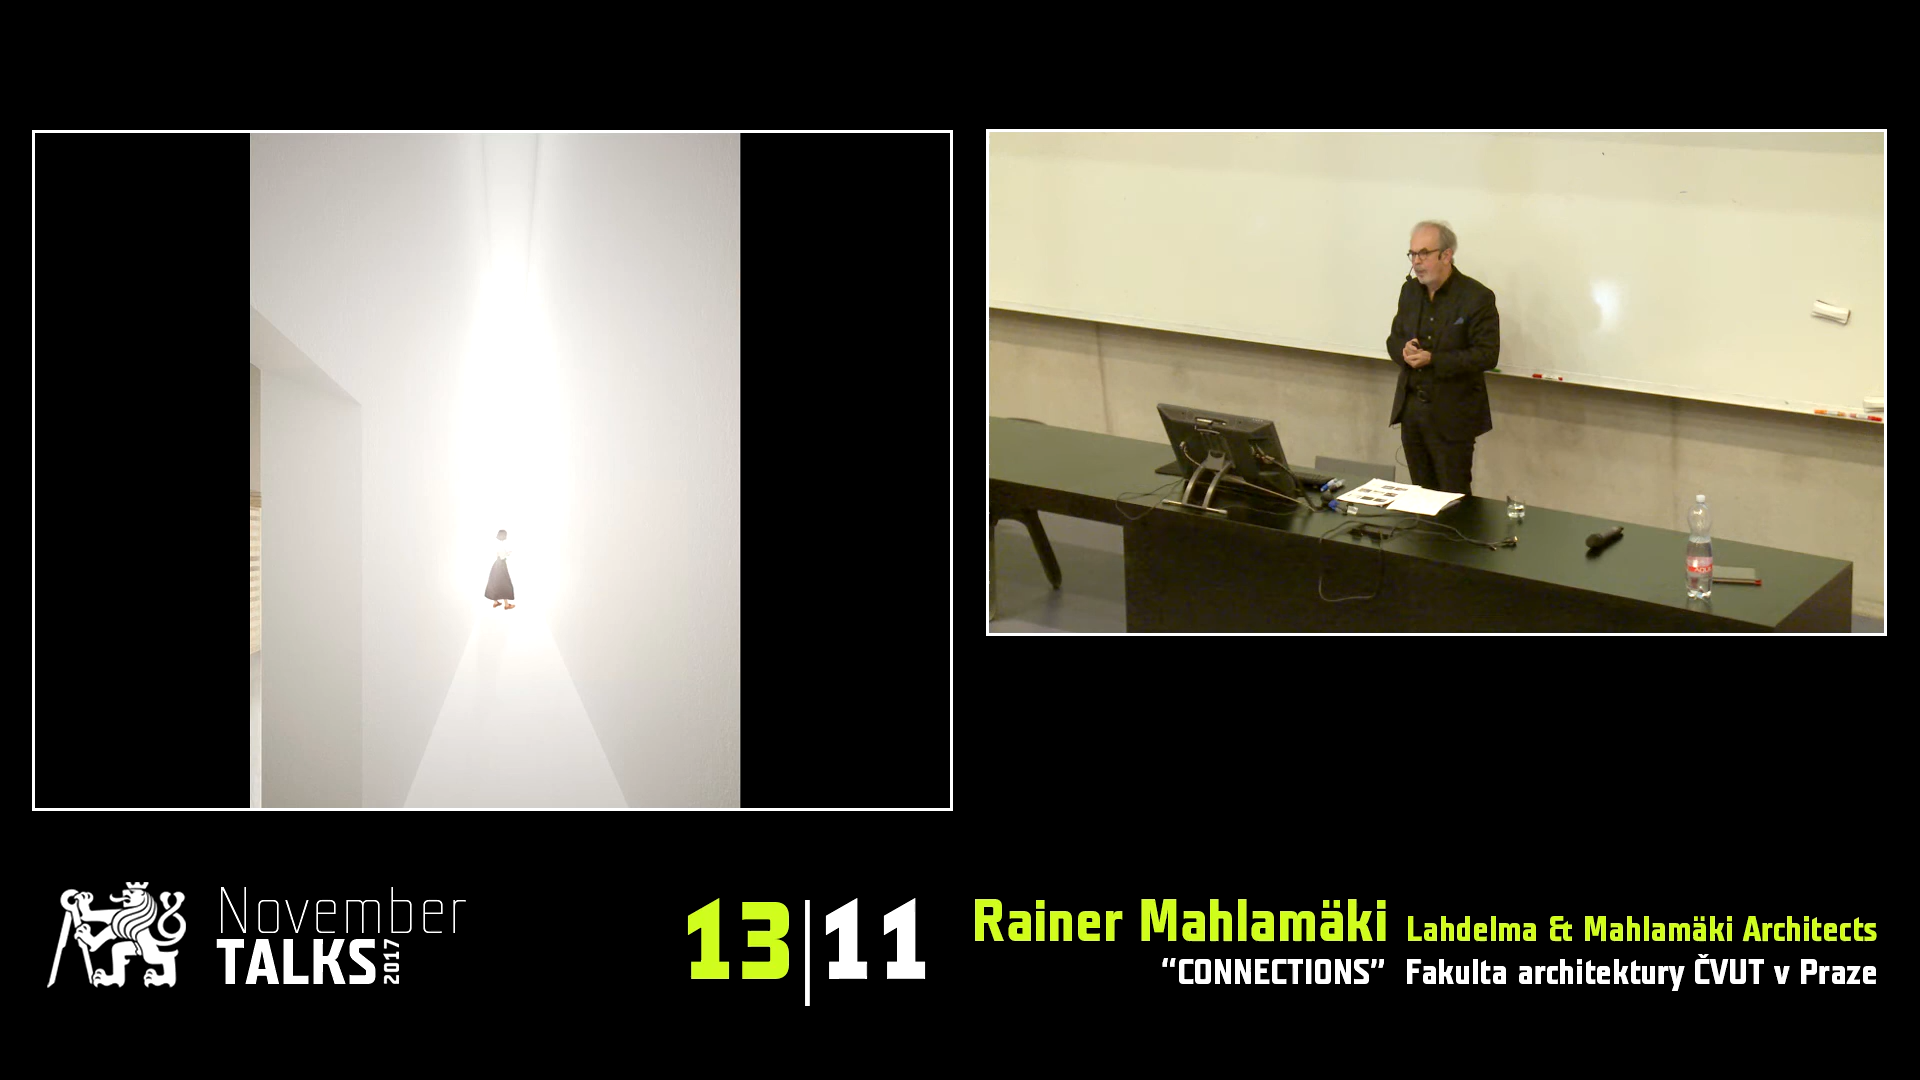 November
TALKS 2017
13|11
Rainer Mahlamäki Lahdelma & Mahlamäki Architects
“CONNECTIONS” Fakulta architektury ČVUT v Praze